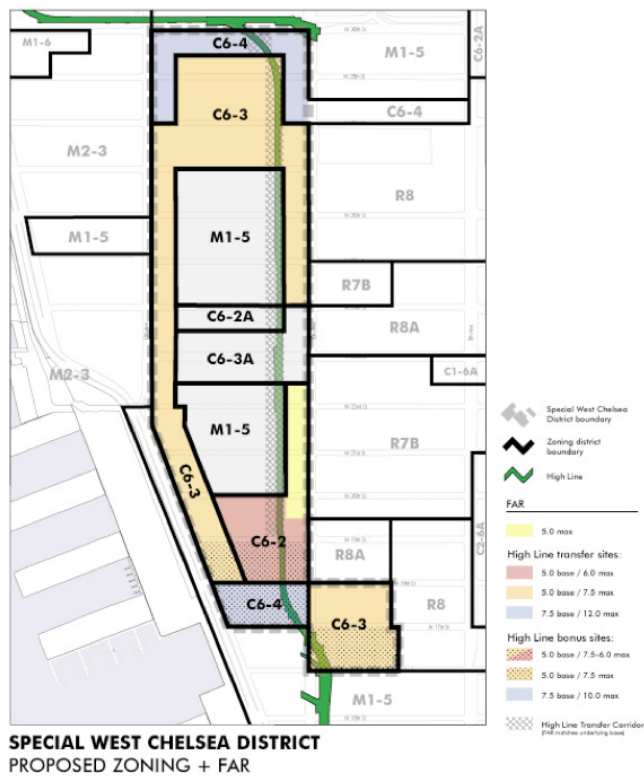 C6-4
M1-6
M1-5
C6-2A
C6-3
C6-4
M2-3
R8
M1-5
M1-5
R7B
C6-2A
R8A
C6-3A
M2-3
C1-6A
M1-5
R7B
C6-3
C6-2
R8A
C2-6A
C6-4
C6-3
R8
M1-5
Special West Chelsea
District boundary
Zoning district
boundary
High Line
FAR
5.0 max
High Line transfer sites:
5.0 base / 6.0 max
5.0 base / 7.5 max
7.5 base / 12.0 max
High Line bonus sites:
5.0 base / 7.5-6.0 max
5.0 base / 7.5 max
7.5 base / 10.0 max
High Line Transfer Corridor
(FAR matches underlying base)
SPECIAL WEST CHELSEA DISTRICT
PROPOSED ZONING + FAR